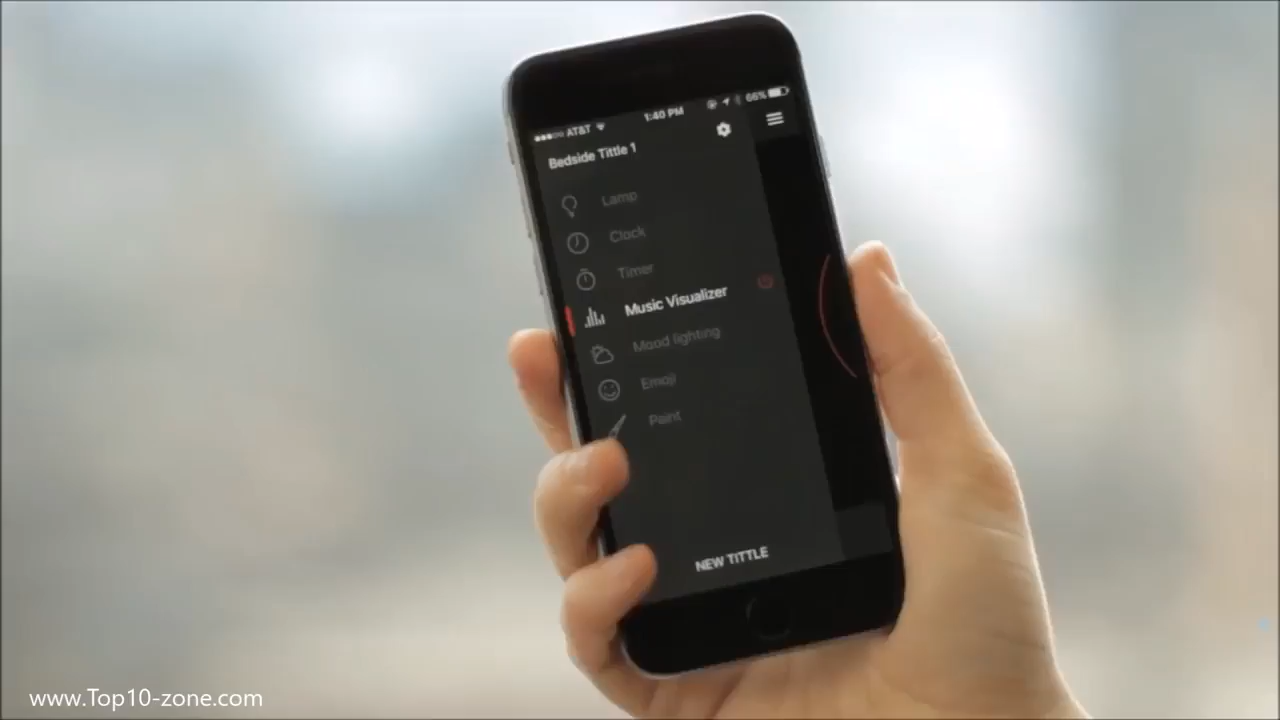 AT&T 1:40 PM 66%
Bedside Tittle 1
Lamp
Clock
Timer
Music Visualizer
Mood lighting
Emoji
Paint
NEW TITTLE
www.Top10-zone.com